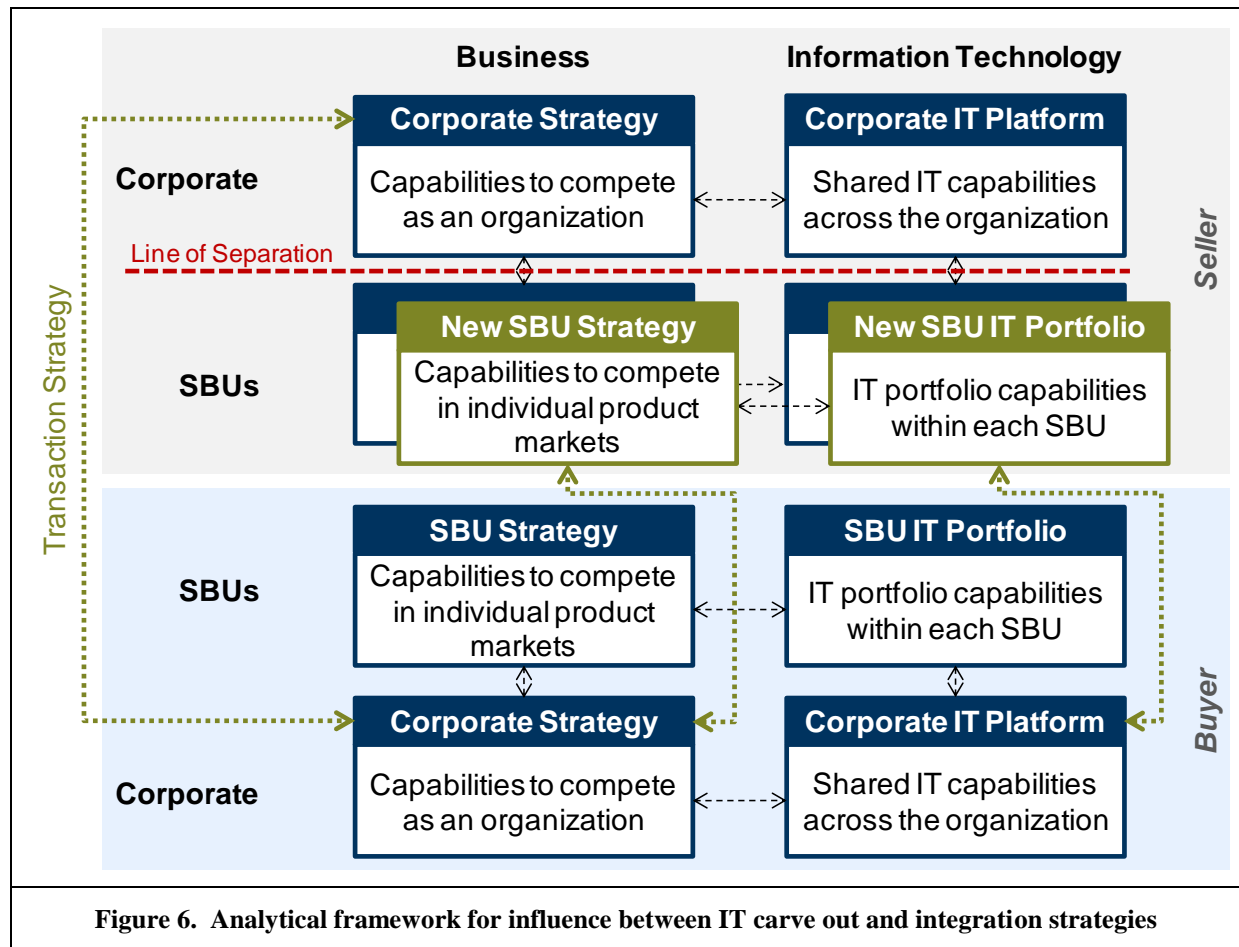 Business
Information Technology
Corporate Strategy
Corporate IT Platform
Corporate
Capabilities to compete
as an organization
Shared IT capabilities
across the organization
Line of Separation
Seller
Transaction Strategy
SBUs
New SBU Strategy
New SBU IT Portfolio
Capabilities to compete
in individual product
markets
IT portfolio capabilities
within each SBU
SBUs
SBU Strategy
SBU IT Portfolio
Capabilities to compete
in individual product
markets
IT portfolio capabilities
within each SBU
Buyer
Corporate Strategy
Corporate IT Platform
Corporate
Capabilities to compete
as an organization
Shared IT capabilities
across the organization
Figure 6. Analytical framework for influence between IT carve out and integration strategies